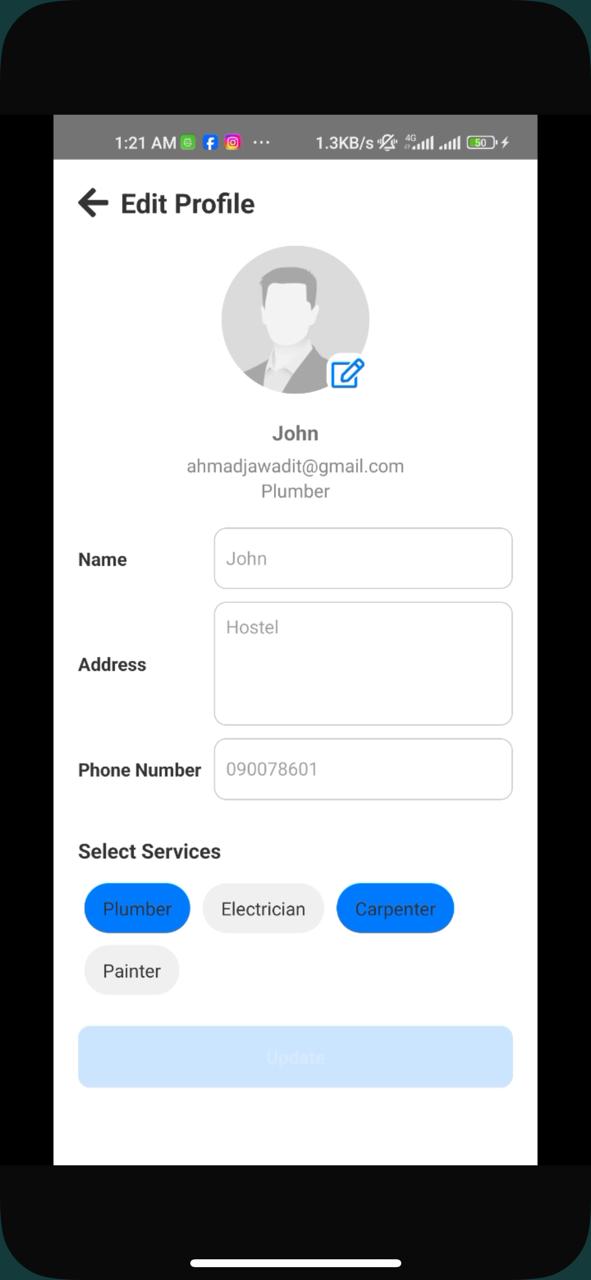 1:21 AM ... 1.3KB/s 4G 50
Edit Profile
John
ahmadjawadit@gmail.com
Plumber
Name John
Hostel
Address
Phone Number 090078601
Select Services
Plumber Electrician Carpenter
Painter
Update